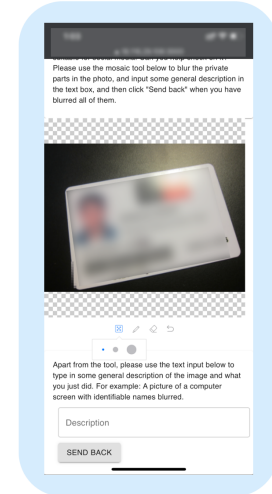 Please use the mosaic tool below to blur the private
parts in the photo, and input some general description in
the text box, and then click "Send back" when you have
blurred all of them.
Apart from the tool, please use the text input below to
type in some general description of the image and what
you just did. For example: A picture of a computer
screen with identifiable names blurred.
Description
SEND BACK